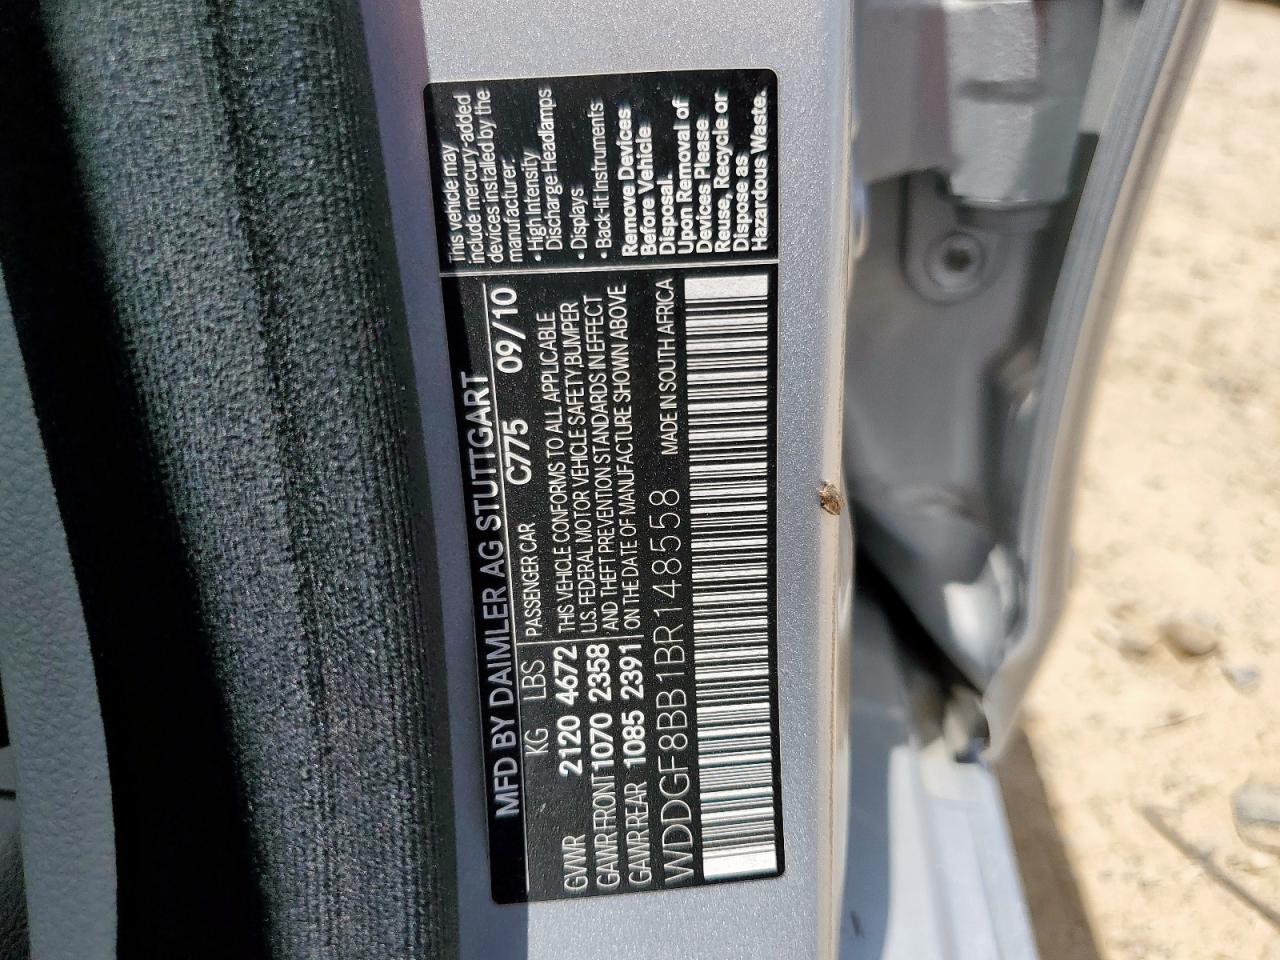 MFD BY DAIMLER AG STUTTGART
KG LBS PASSENGER CAR C775 09/10
GVWR 2120 4672 THIS VEHICLE CONFORMS TO ALL APPLICABLE
GAWR FRONT 1070 2358 U.S. FEDERAL MOTOR VEHICLE SAFETY, BUMPER
AND THEFT PREVENTION STANDARDS IN EFFECT
GAWR REAR 1085 2391 ON THE DATE OF MANUFACTURE SHOWN ABOVE
WDDGF8BB1BR148558 MADE IN SOUTH AFRICA
This vehicle may
include mercury-added
devices installed by the
manufacturer:
• High Intensity
Discharge Headlamps
• Displays
• Back-lit Instruments
Remove Devices
Before Vehicle
Disposal.
Upon Removal of
Devices Please
Reuse, Recycle or
Dispose as
Hazardous Waste.